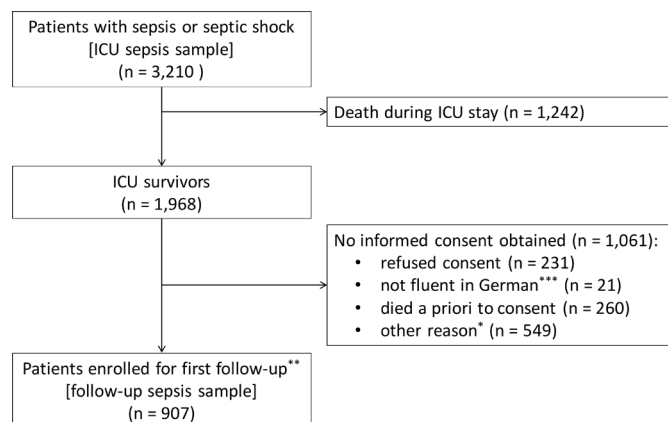 Patients with sepsis or septic shock
[ICU sepsis sample]
(n = 3,210 )
Death during ICU stay (n = 1,242)
ICU survivors
(n = 1,968)
No informed consent obtained (n = 1,061):
• refused consent (n = 231)
• not fluent in German*** (n = 21)
• died a priori to consent (n = 260)
• other reason* (n = 549)
Patients enrolled for first follow-up**
[follow-up sepsis sample]
(n = 907)